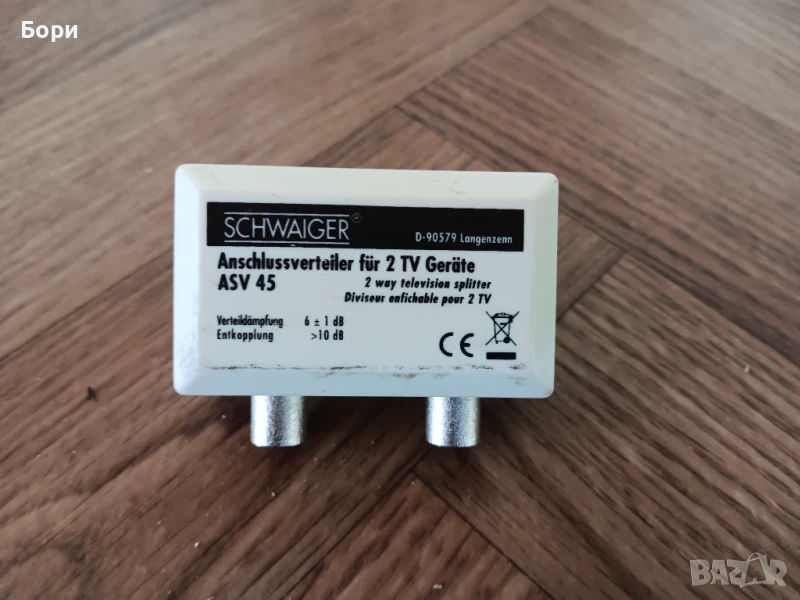 Бори
SCHWAIGER®
D-90579 Langenzenn
Anschlussverteiler für 2 TV Geräte
ASV 45
2 way television splitter
Diviseur enfichable pour 2 TV
Verteildämpfung 6 ± 1 dB
Entkopplung >10 dB
CE
BAZAR